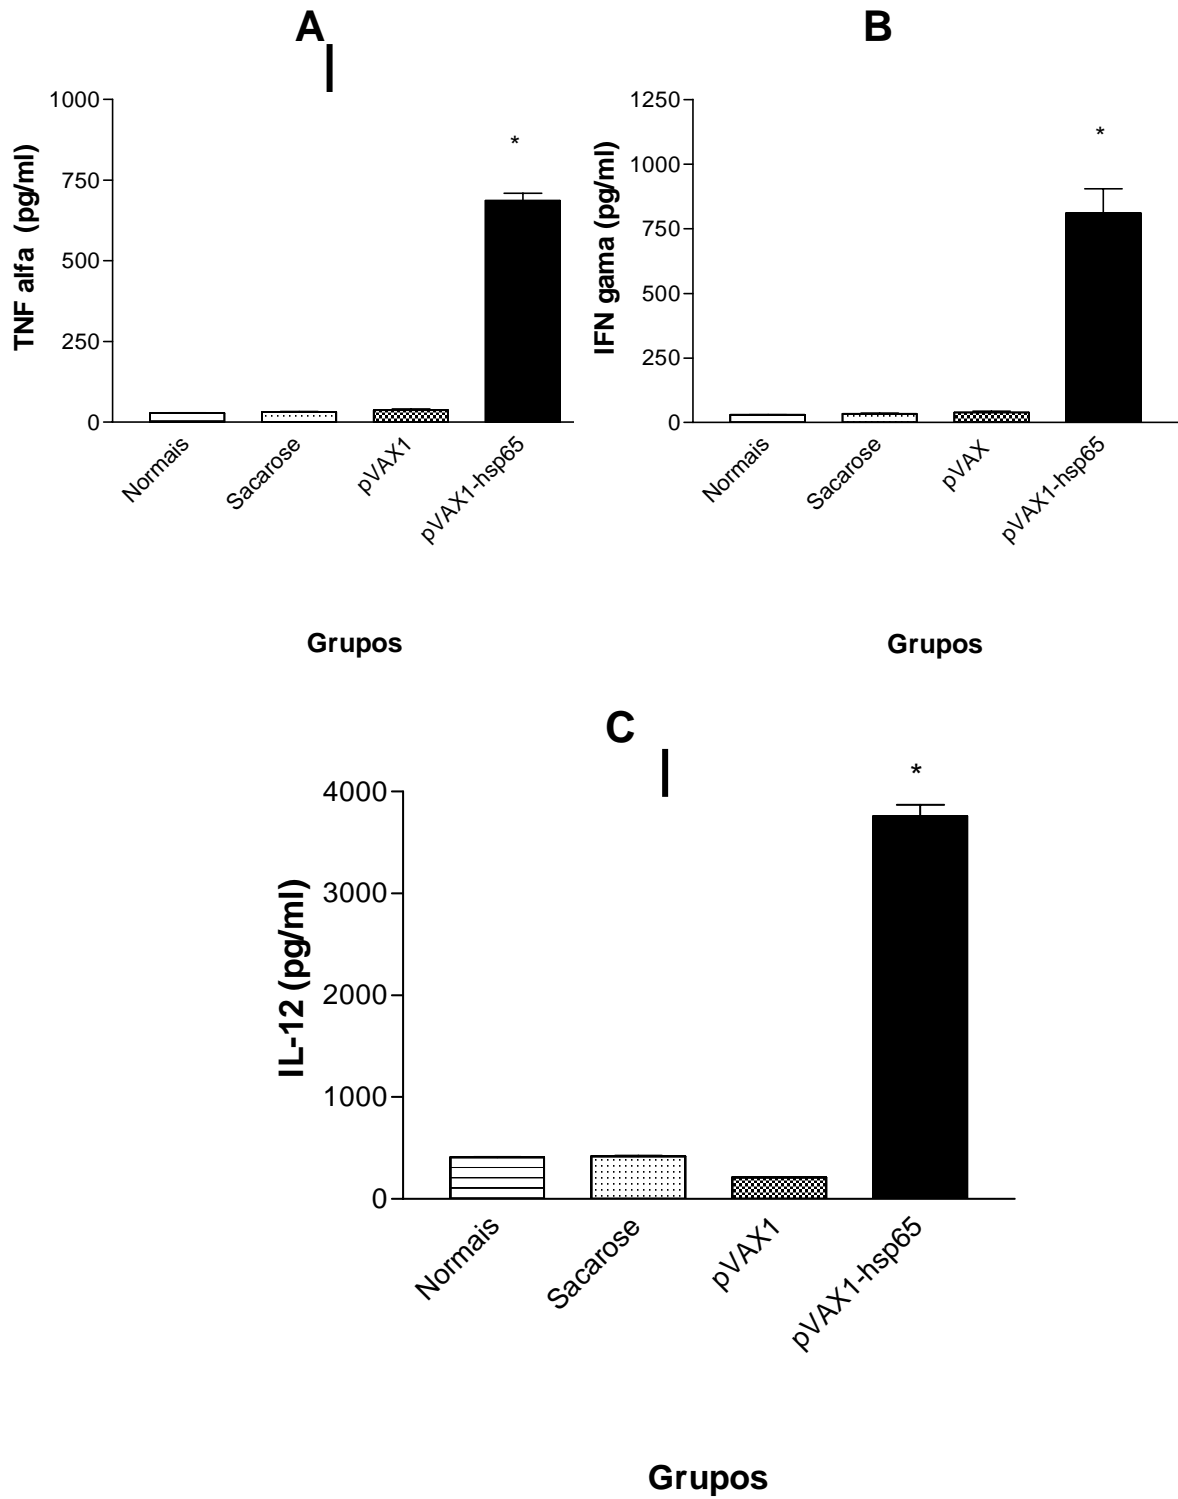 A
TNF alfa (pg/ml)
1000
750
500
250
0
*
Normais
Sacarose
pVAX1
pVAX1-hsp65
Grupos
B
IFN gama (pg/ml)
1250
1000
750
500
250
0
*
Normais
Sacarose
pVAX
pVAX1-hsp65
Grupos
C
IL-12 (pg/ml)
4000
3000
2000
1000
0
*
Normais
Sacarose
pVAX1
pVAX1-hsp65
Grupos